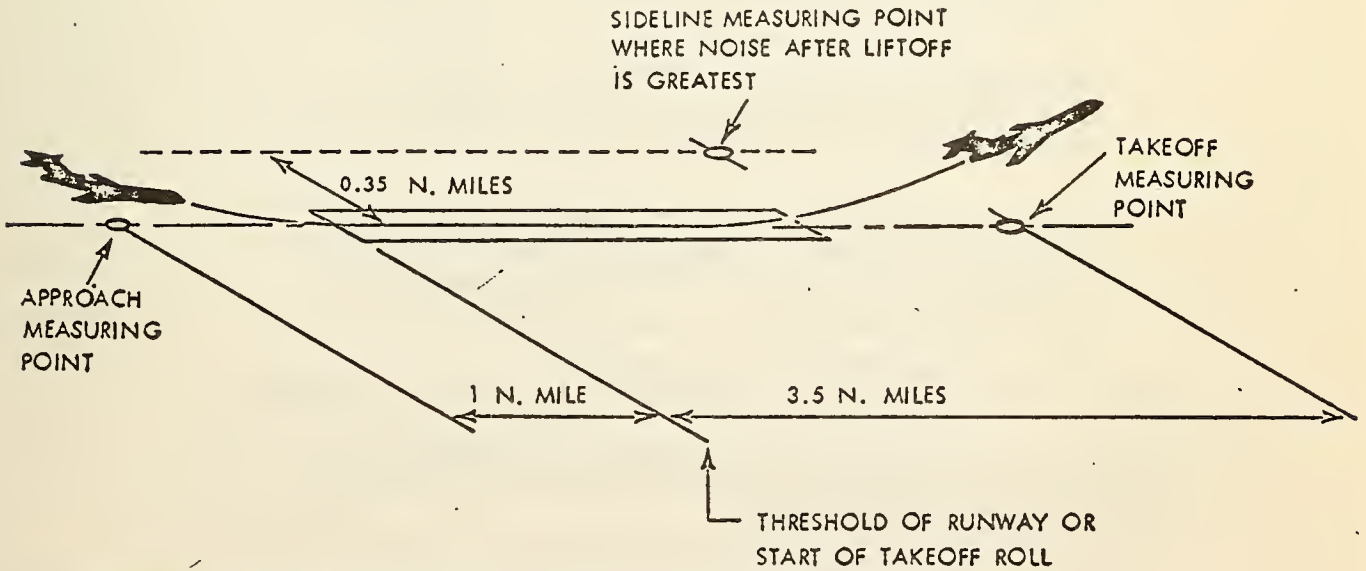 SIDELINE MEASURING POINT
WHERE NOISE AFTER LIFTOFF
IS GREATEST
TAKEOFF
MEASURING
POINT
0.35 N. MILES
APPROACH
MEASURING
POINT
1 N. MILE
3.5 N. MILES
THRESHOLD OF RUNWAY OR
START OF TAKEOFF ROLL